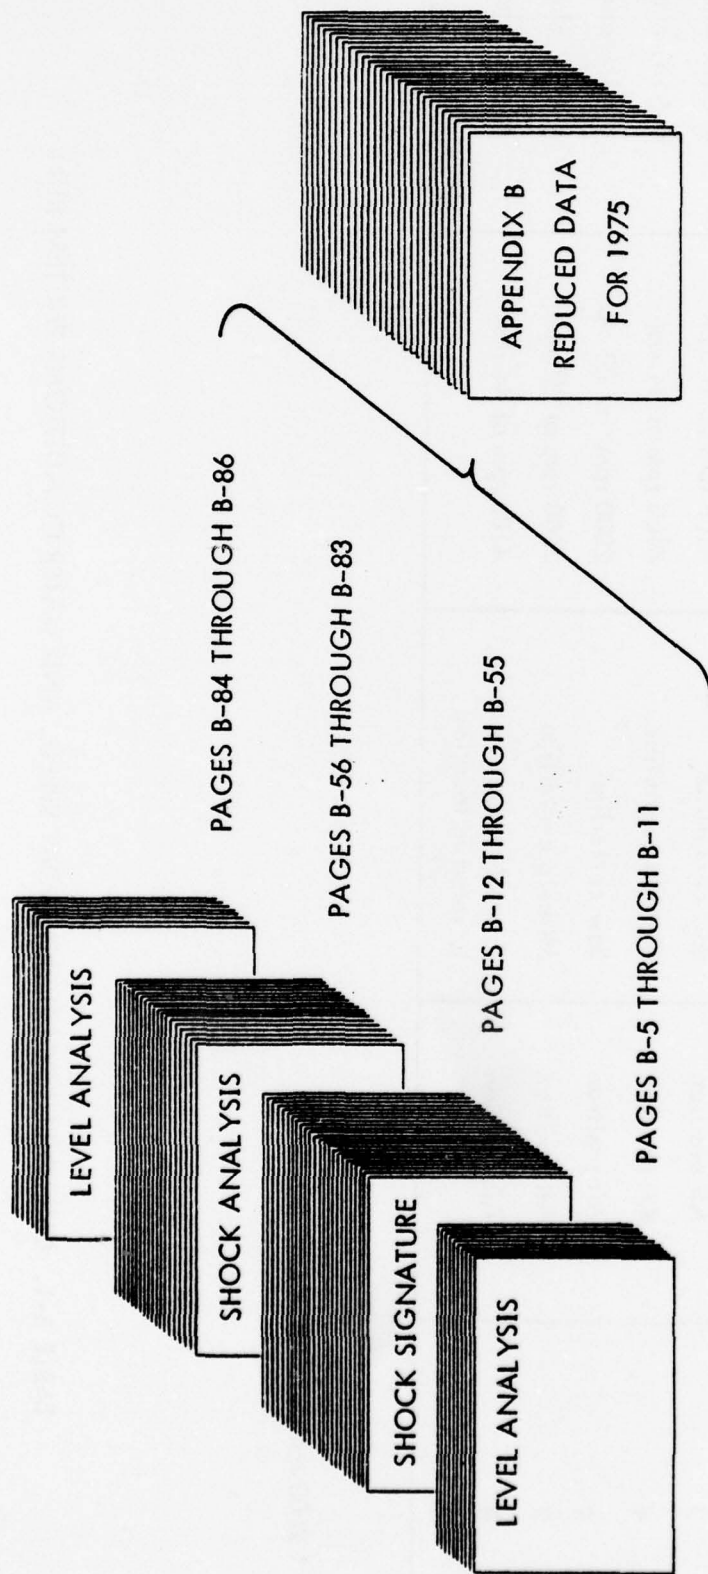 LEVEL ANALYSIS
PAGES B-84 THROUGH B-86
SHOCK ANALYSIS
PAGES B-56 THROUGH B-83
SHOCK SIGNATURE
PAGES B-12 THROUGH B-55
LEVEL ANALYSIS
PAGES B-5 THROUGH B-11
APPENDIX B
REDUCED DATA
FOR 1975